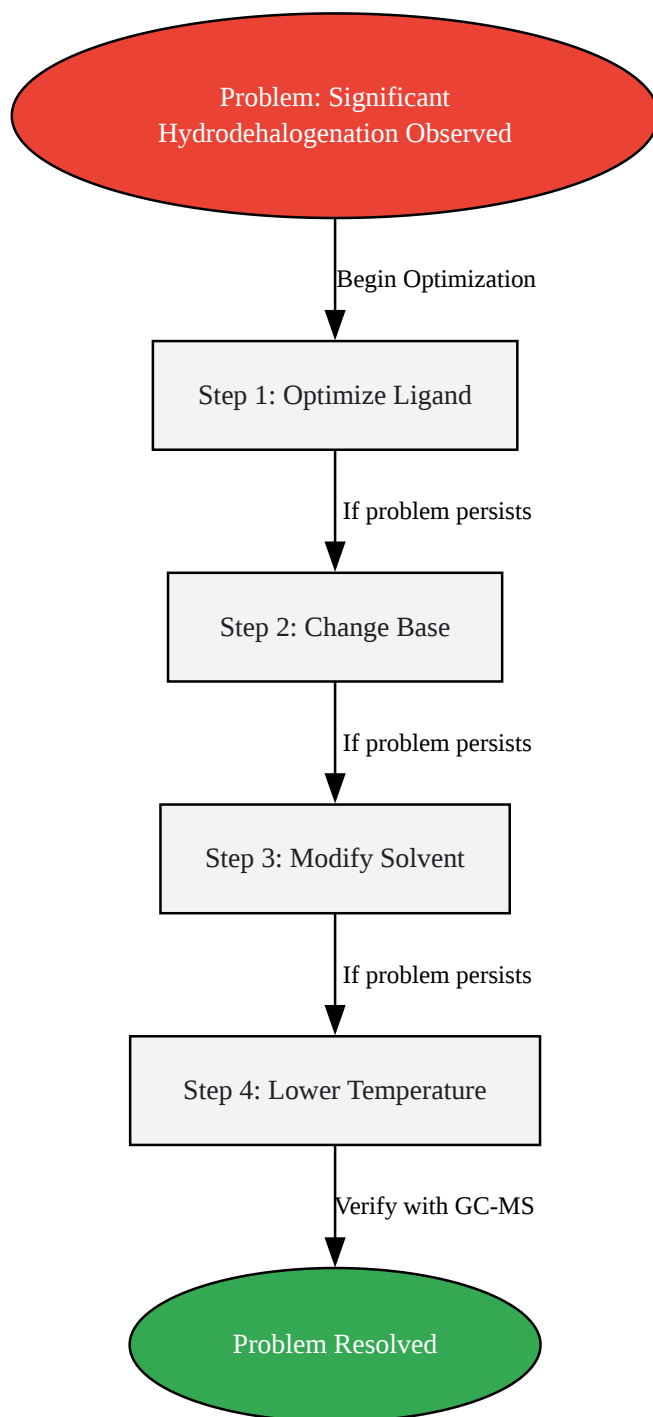 Problem: Significant
Hydrodehalogenation Observed
Begin Optimization
Step 1: Optimize Ligand
If problem persists
Step 2: Change Base
If problem persists
Step 3: Modify Solvent
If problem persists
Step 4: Lower Temperature
Verify with GC-MS
Problem Resolved